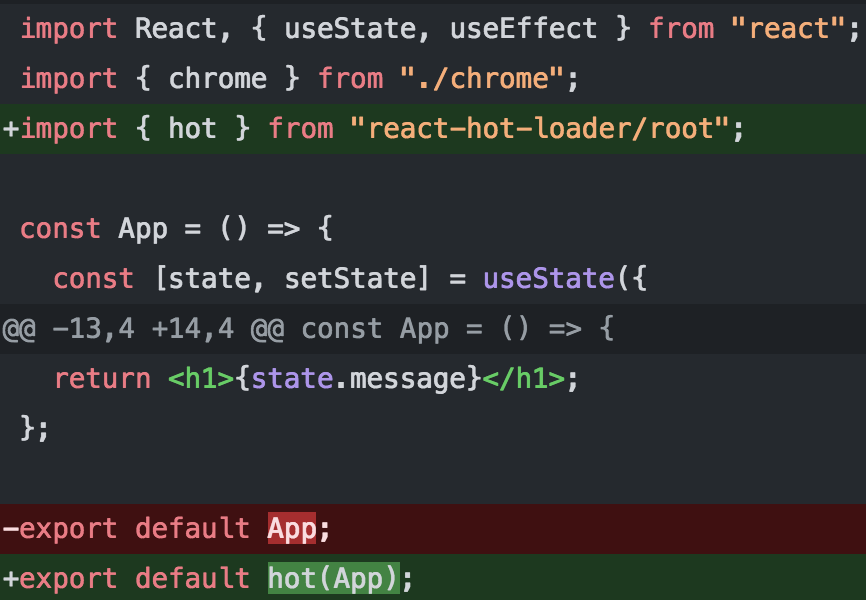 import React, { useState, useEffect } from "react";
import { chrome } from "./chrome";
+import { hot } from "react-hot-loader/root";
const App = () => {
const [state, setState] = useState({
@@ -13,4 +14,4 @@ const App = () => {
return <h1>{state.message}</h1>;
};
-export default App;
+export default hot(App);